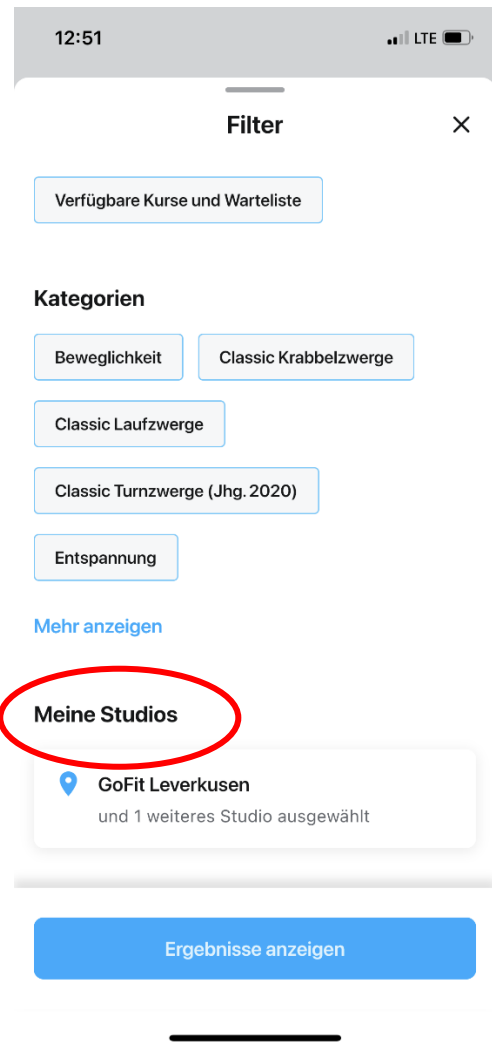 12:51 LTE
Filter
Verfügbare Kurse und Warteliste
Kategorien
Beweglichkeit Classic Krabbelzwerge
Classic Laufzwerge
Classic Turnzwerge (Jhg. 2020)
Entspannung
Mehr anzeigen
Meine Studios
GoFit Leverkusen
und 1 weiteres Studio ausgewählt
Ergebnisse anzeigen